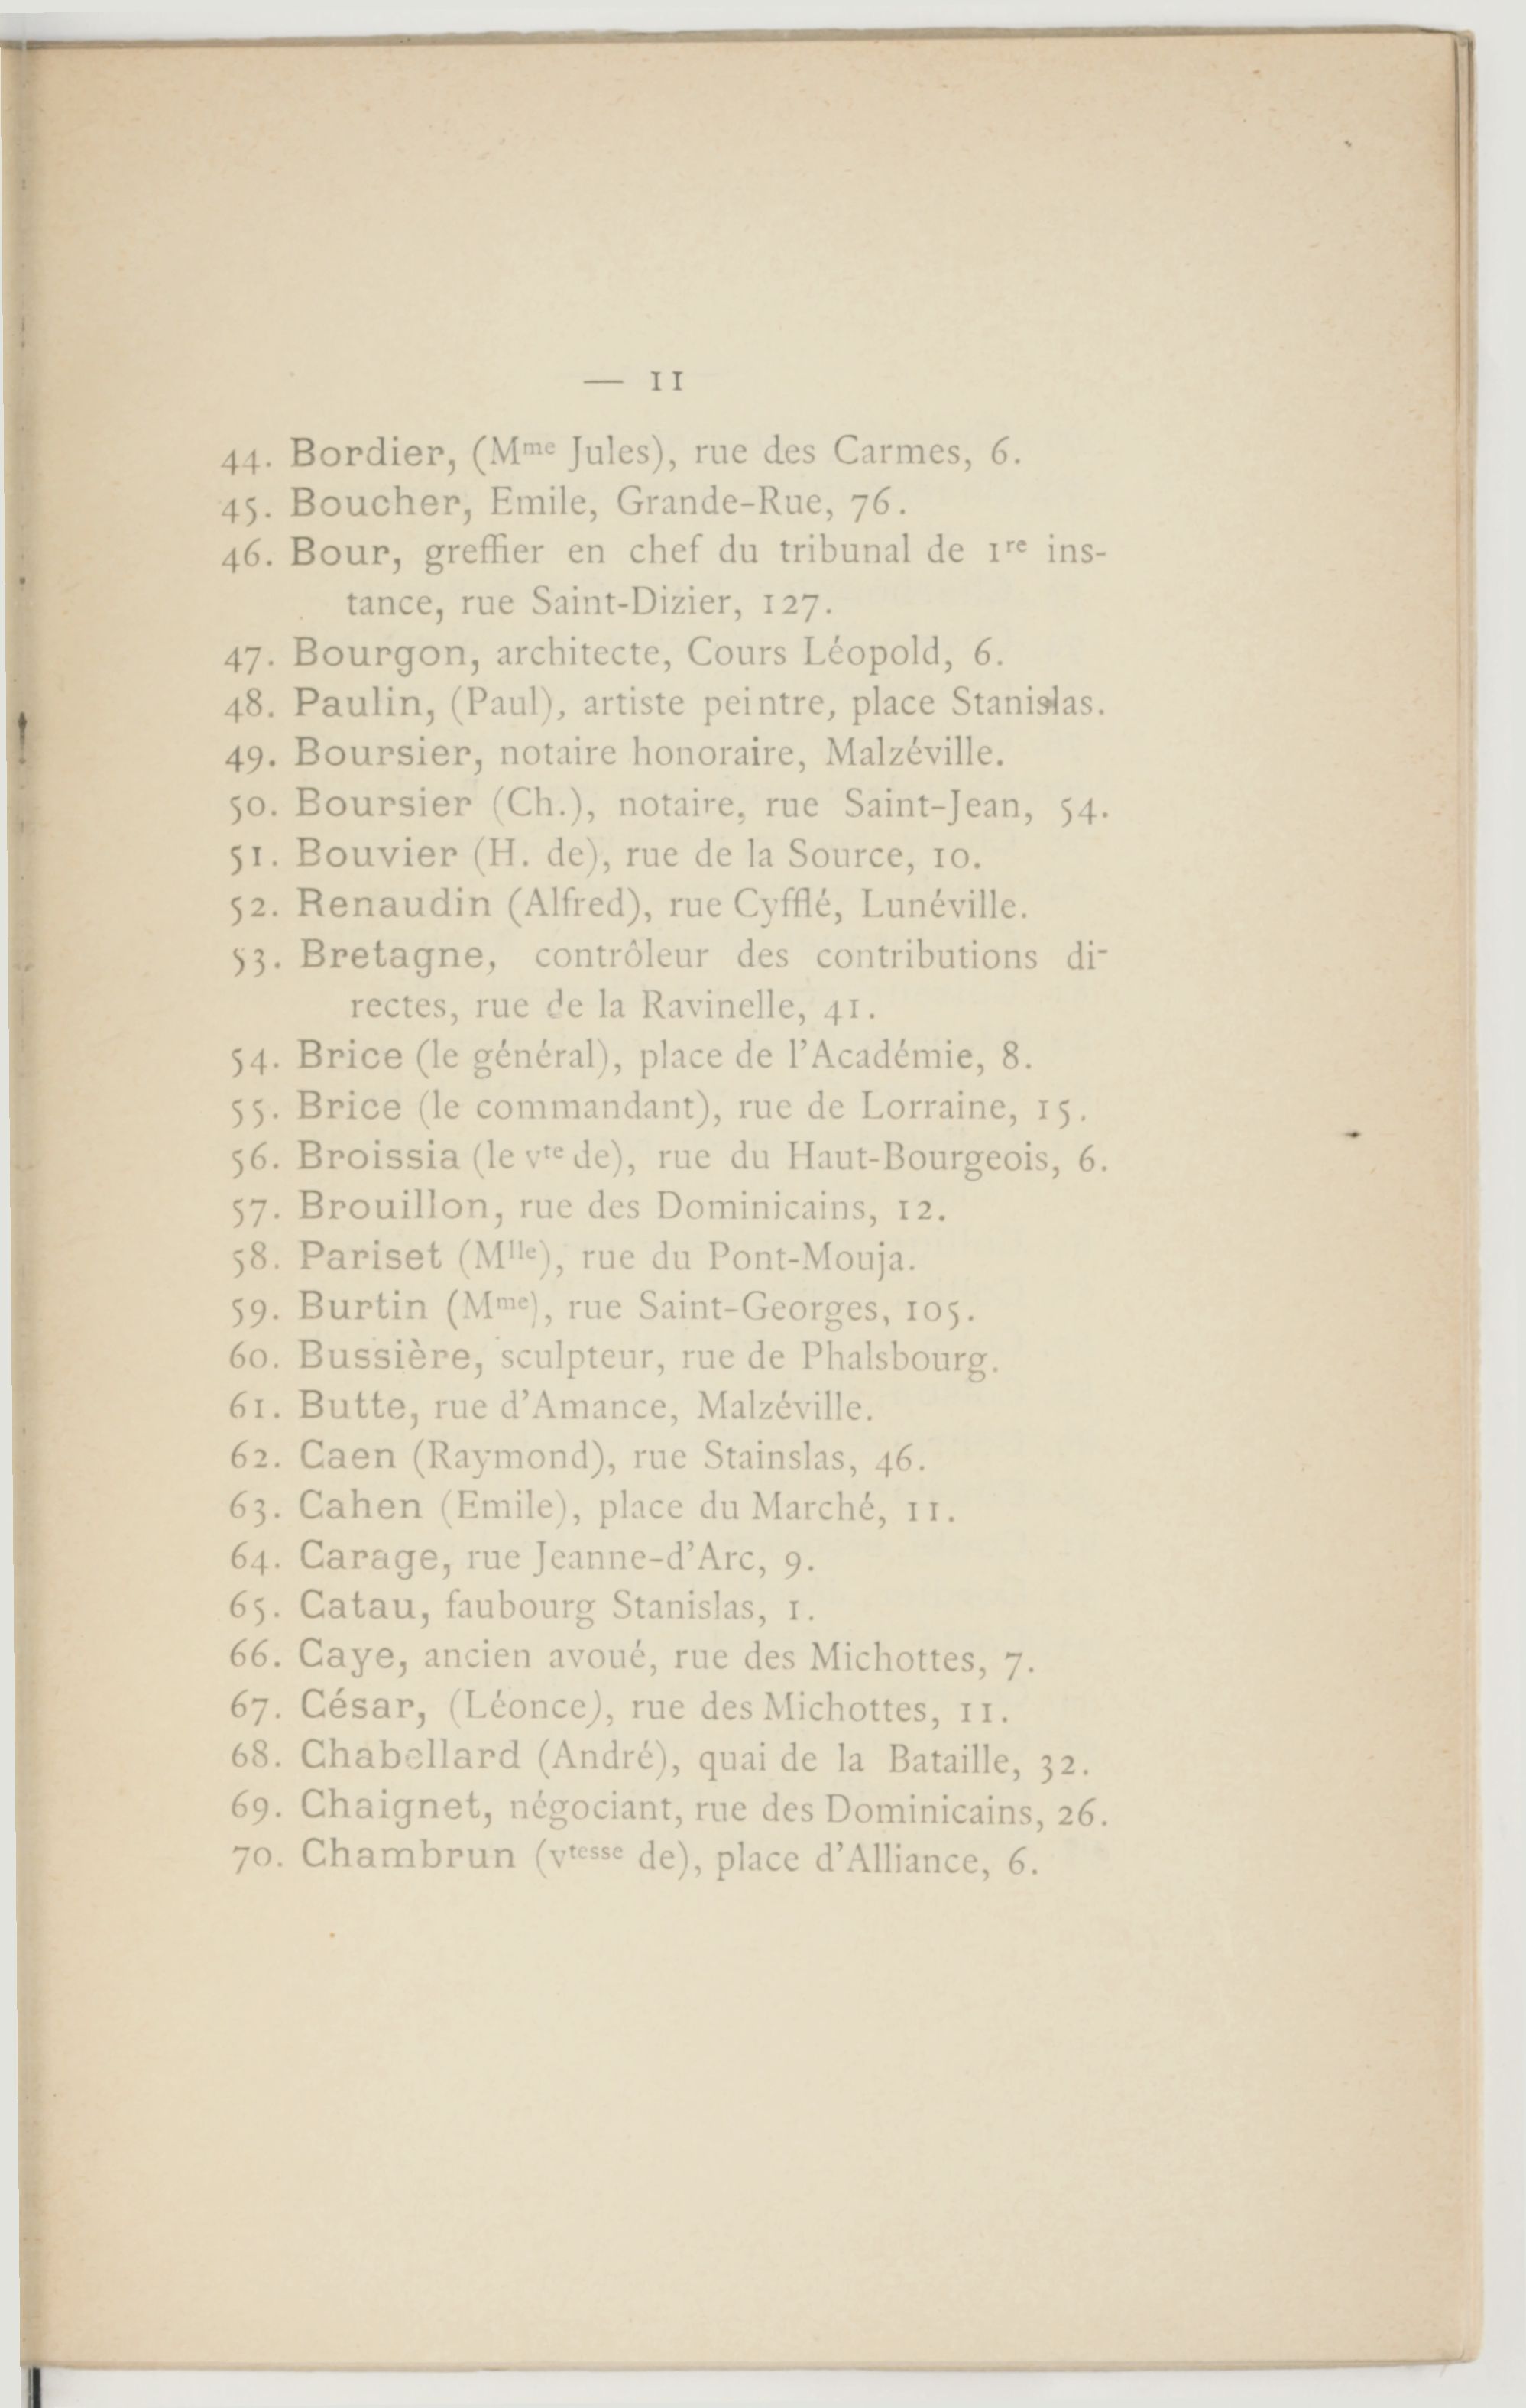 — 11
44. Bordier, (Mme Jules), rue des Carmes, 6.
45. Boucher, Emile, Grande-Rue, 76.
46. Bour, greffier en chef du tribunal de 1re ins-
tance, rue Saint-Dizier, 127.
47. Bourgon, architecte, Cours Léopold, 6.
48. Paulin, (Paul), artiste peintre, place Stanislas.
49. Boursier, notaire honoraire, Malzéville.
50. Boursier (Ch.), notaire, rue Saint-Jean, 54.
51. Bouvier (H. de), rue de la Source, 10.
52. Renaudin (Alfred), rue Cyfflé, Lunéville.
53. Bretagne, contrôleur des contributions di-
rectes, rue de la Ravinelle, 41.
54. Brice (le général), place de l'Académie, 8.
55. Brice (le commandant), rue de Lorraine, 15.
56. Broissia (le vte de), rue du Haut-Bourgeois, 6.
57. Brouillon, rue des Dominicains, 12.
58. Pariset (Mlle), rue du Pont-Mouja.
59. Burtin (Mme), rue Saint-Georges, 105.
60. Bussière, sculpteur, rue de Phalsbourg.
61. Butte, rue d'Amance, Malzéville.
62. Caen (Raymond), rue Stainslas, 46.
63. Cahen (Emile), place du Marché, 11.
64. Carage, rue Jeanne-d'Arc, 9.
65. Catau, faubourg Stanislas, 1.
66. Caye, ancien avoué, rue des Michottes, 7.
67. César, (Léonce), rue des Michottes, 11.
68. Chabellard (André), quai de la Bataille, 32.
69. Chaignet, négociant, rue des Dominicains, 26.
70. Chambrun (vtesse de), place d'Alliance, 6.